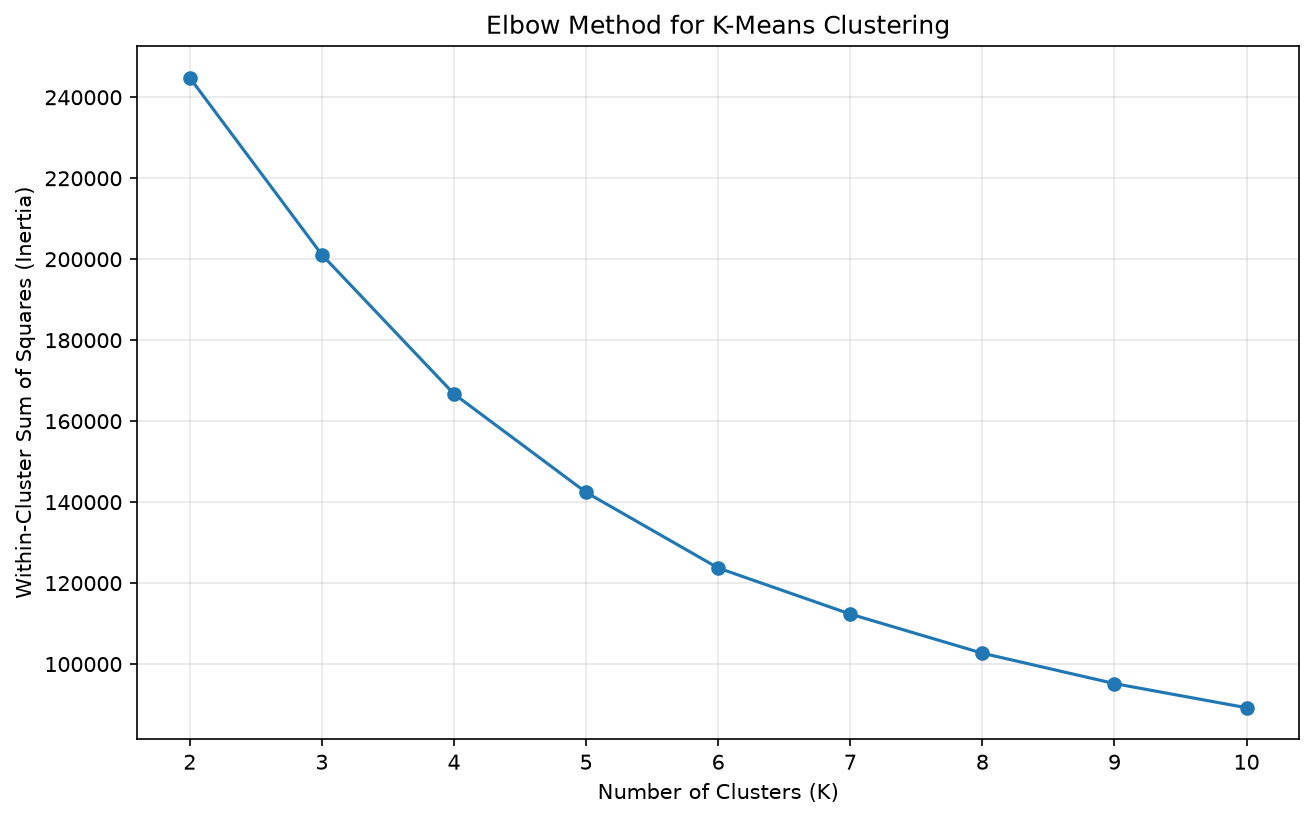 Elbow Method for K-Means Clustering
Within-Cluster Sum of Squares (Inertia)
240000
220000
200000
180000
160000
140000
120000
100000
2 3 4 5 6 7 8 9 10
Number of Clusters (K)